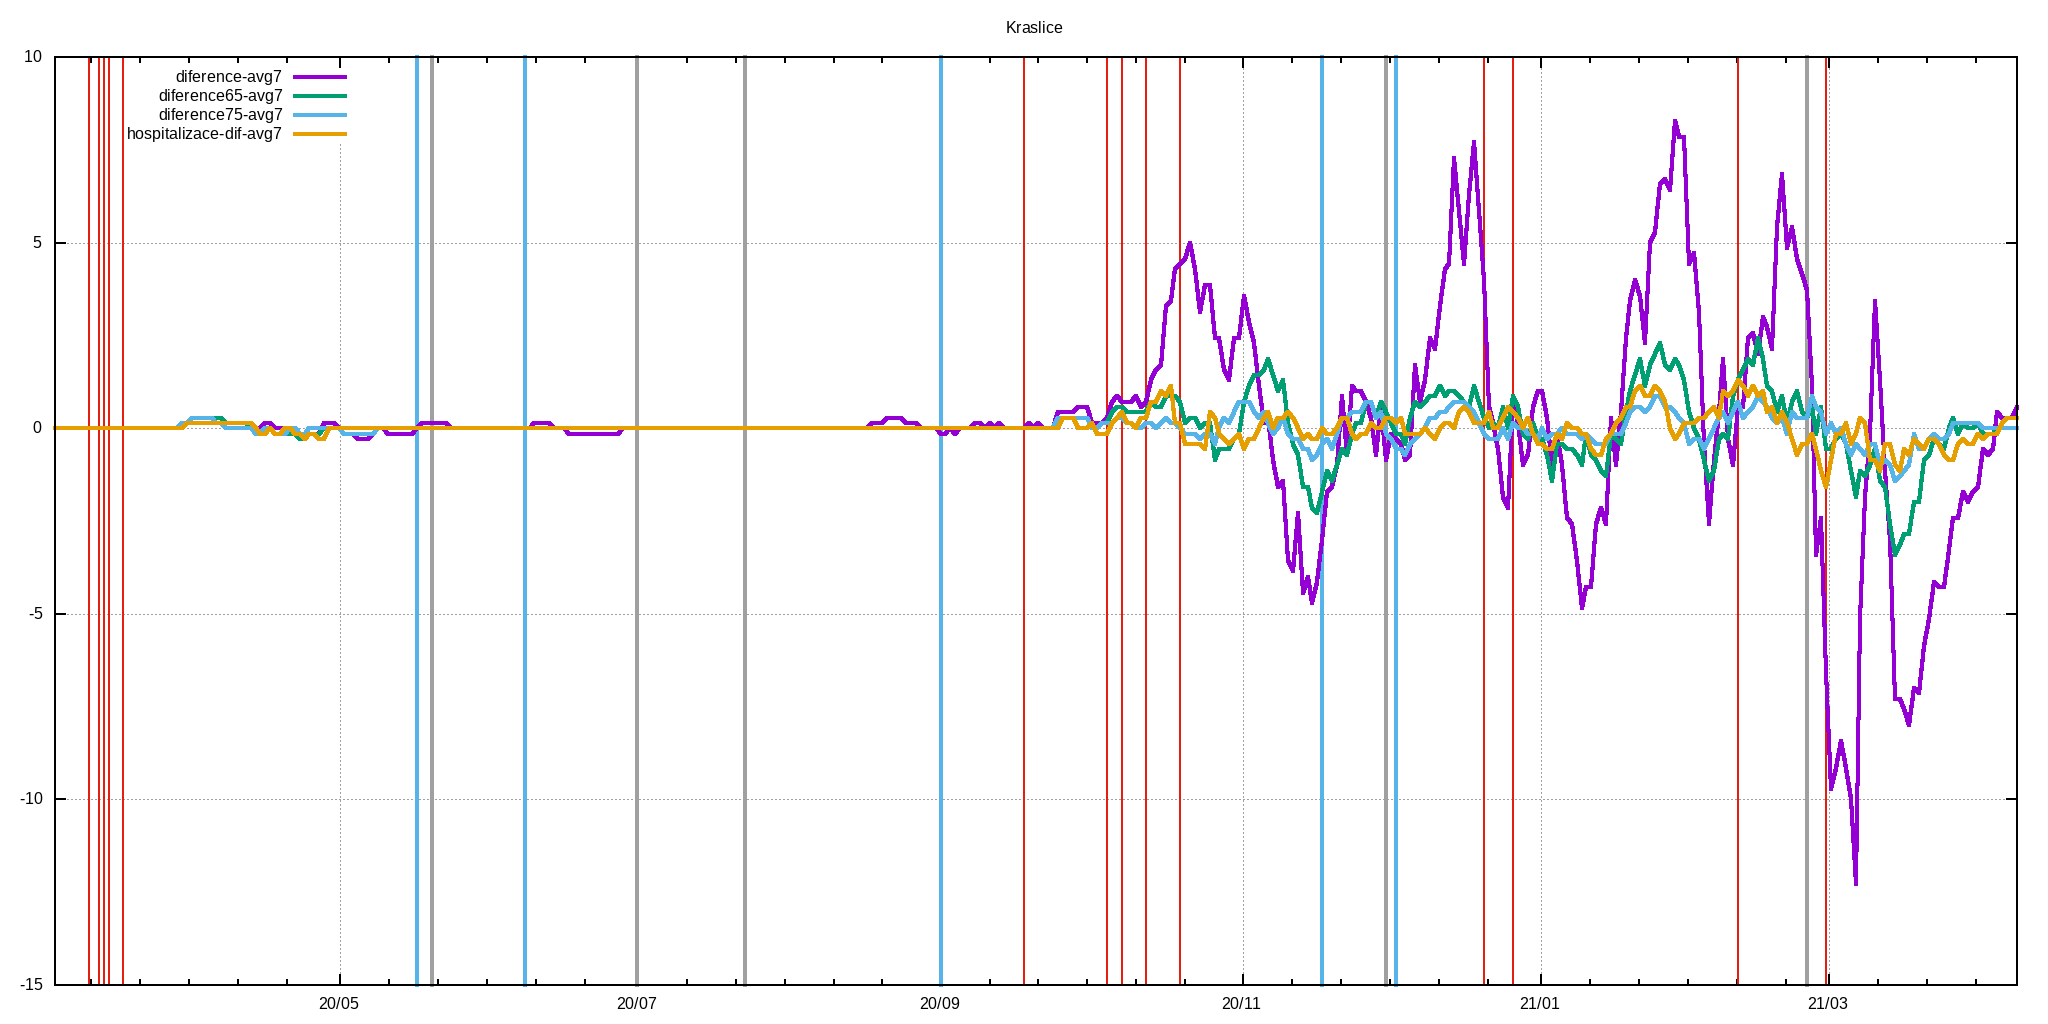 Kraslice
10
5
0
-5
-10
-15
diference-avg7
diference65-avg7
diference75-avg7
hospitalizace-dif-avg7
20/05
20/07
20/09
20/11
21/01
21/03